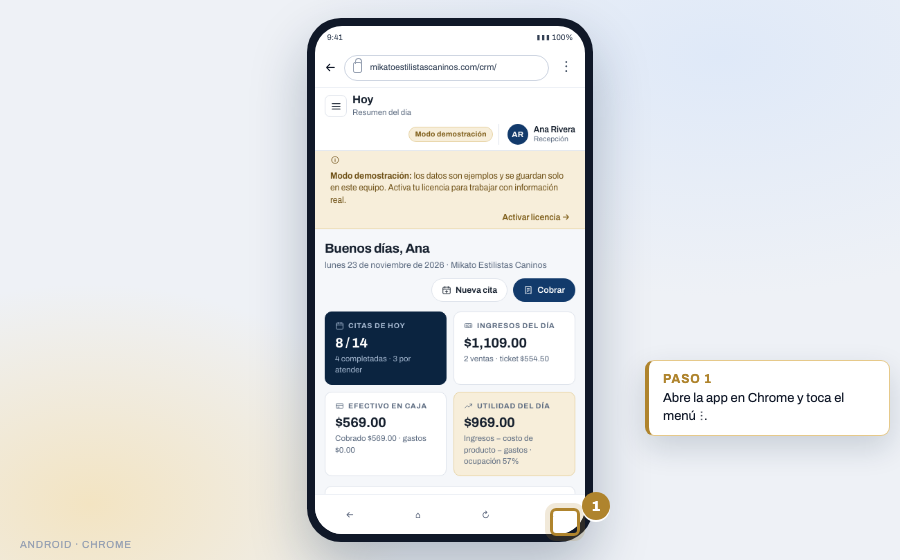 9:41
100%
mikatoestilistascaninos.com/crm/
Hoy
Resumen del día
Modo demostración
AR
Ana Rivera
Recepción
Modo demostración: los datos son ejemplos y se guardan solo
en este equipo. Activa tu licencia para trabajar con información
real.
Activar licencia →
Buenos días, Ana
lunes 23 de noviembre de 2026 · Mikato Estilistas Caninos
Nueva cita
Cobrar
CITAS DE HOY
8 / 14
4 completadas · 3 por
atender
INGRESOS DEL DÍA
$1,109.00
2 ventas · ticket $554.50
EFECTIVO EN CAJA
$569.00
Cobrado $569.00 · gastos
$0.00
UTILIDAD DEL DÍA
$969.00
Ingresos – costo de
producto – gastos ·
ocupación 57%
1
PASO 1
Abre la app en Chrome y toca el
menú ⋮.
ANDROID · CHROME